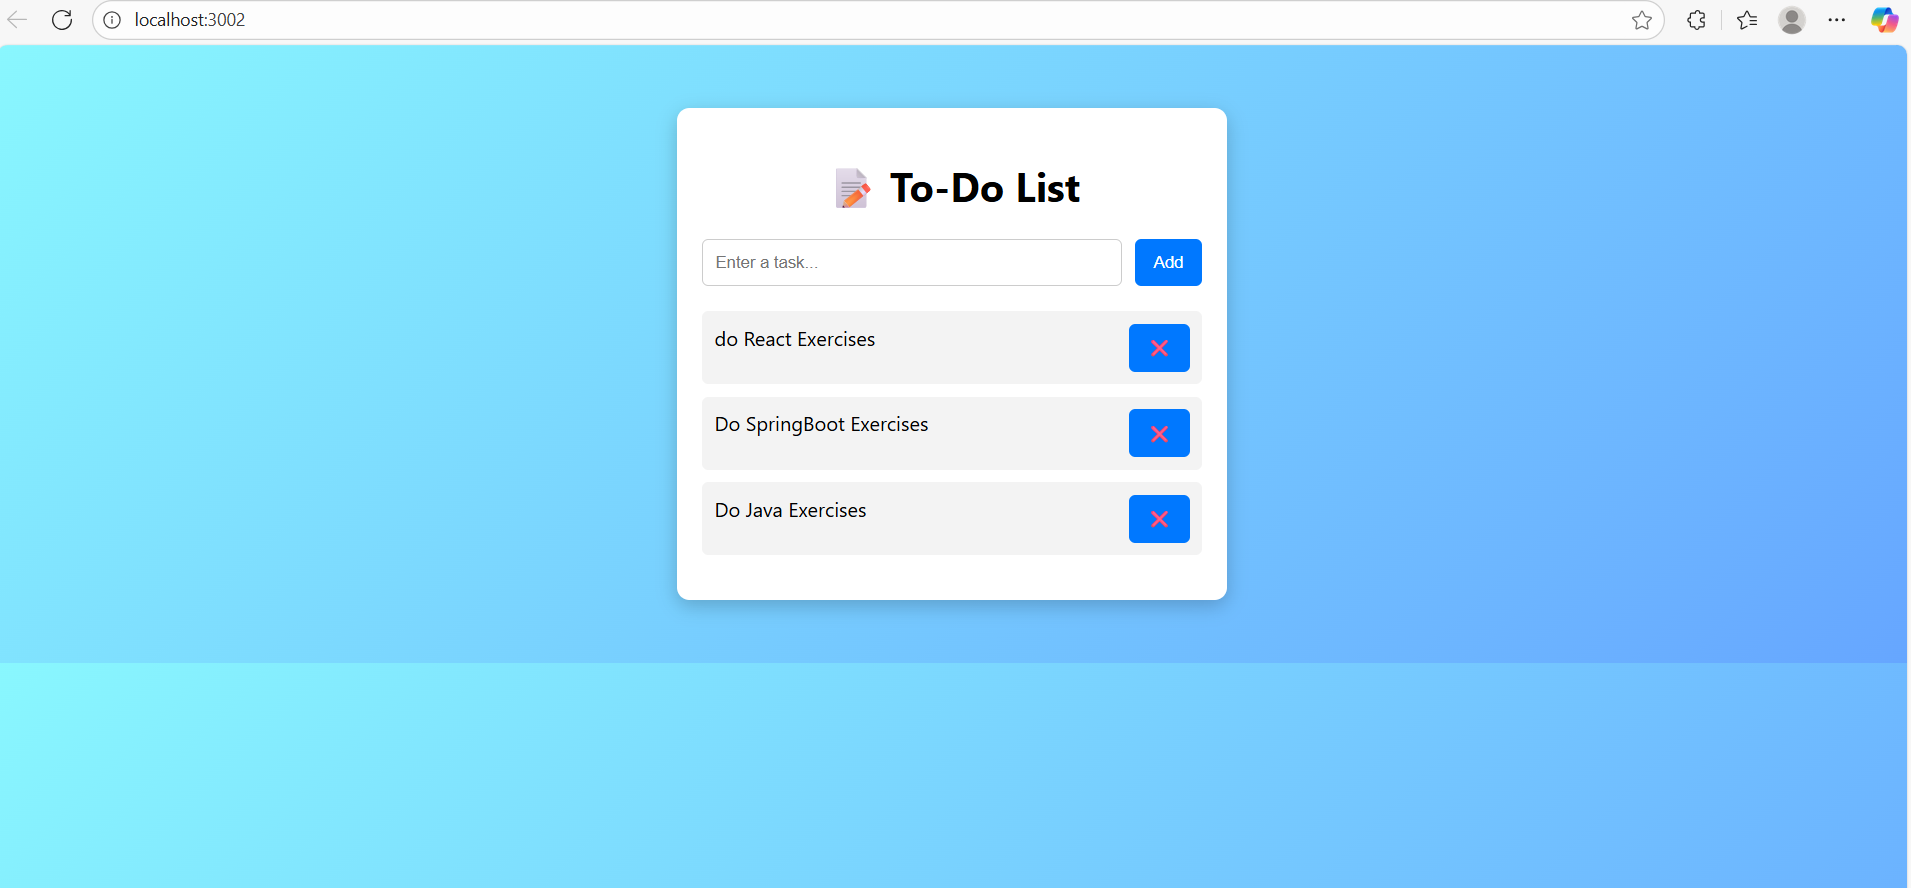 localhost:3002
To-Do List
Enter a task...
Add
do React Exercises
Do SpringBoot Exercises
Do Java Exercises